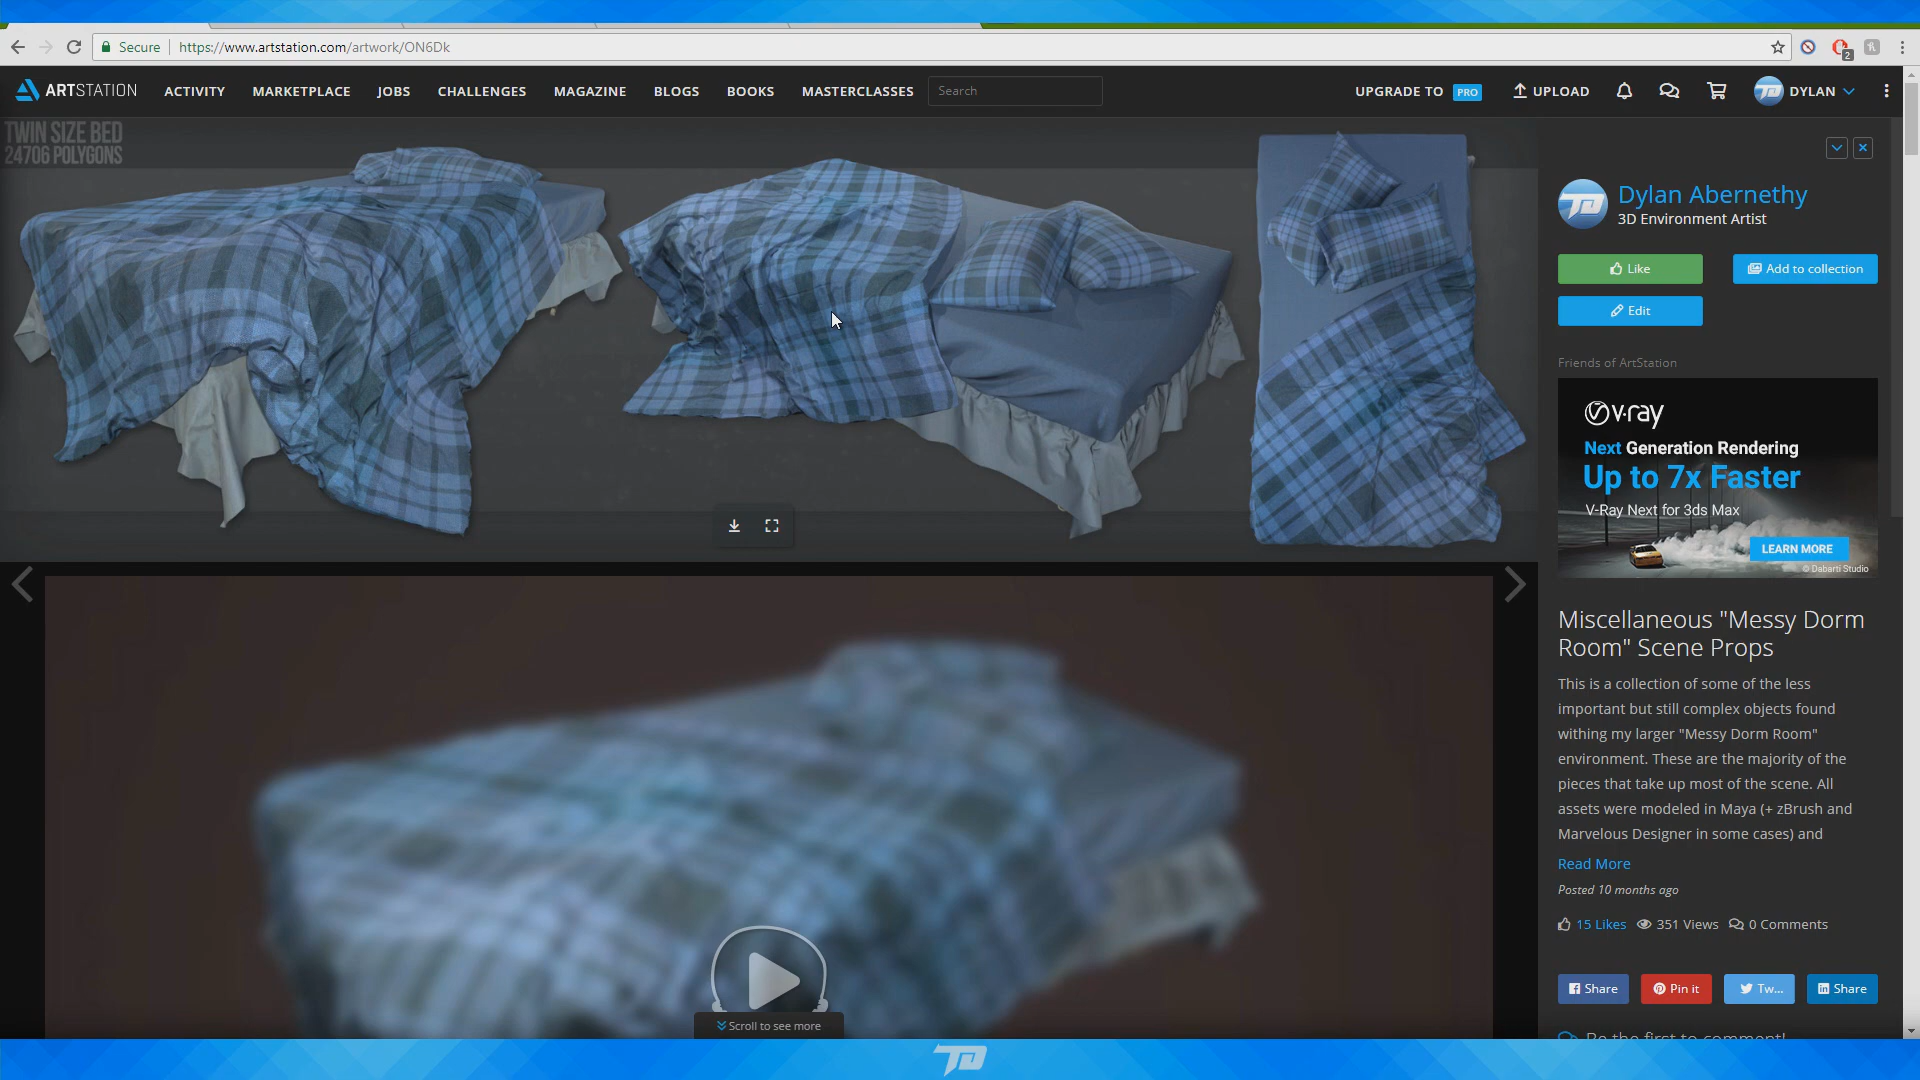 Secure
https://www.artstation.com/artwork/ON6Dk
2
ARTSTATION
ACTIVITY
MARKETPLACE
JOBS
CHALLENGES
MAGAZINE
BLOGS
BOOKS
MASTERCLASSES
Search
UPGRADE TO PRO
UPLOAD
DYLAN
TWIN SIZE BED
24706 POLYGONS
Dylan Abernethy
3D Environment Artist
Like
Add to collection
Edit
Friends of ArtStation
v-ray
Next Generation Rendering
Up to 7x Faster
V-Ray Next for 3ds Max
LEARN MORE
© Dabarti Studio
Miscellaneous "Messy Dorm
Room" Scene Props
This is a collection of some of the less
important but still complex objects found
withing my larger "Messy Dorm Room"
environment. These are the majority of the
pieces that take up most of the scene. All
assets were modeled in Maya (+ zBrush and
Marvelous Designer in some cases) and
Read More
Posted 10 months ago
15 Likes
351 Views
0 Comments
Share
Pin it
Tw...
Share
Scroll to see more
Be the first to comment!
TD